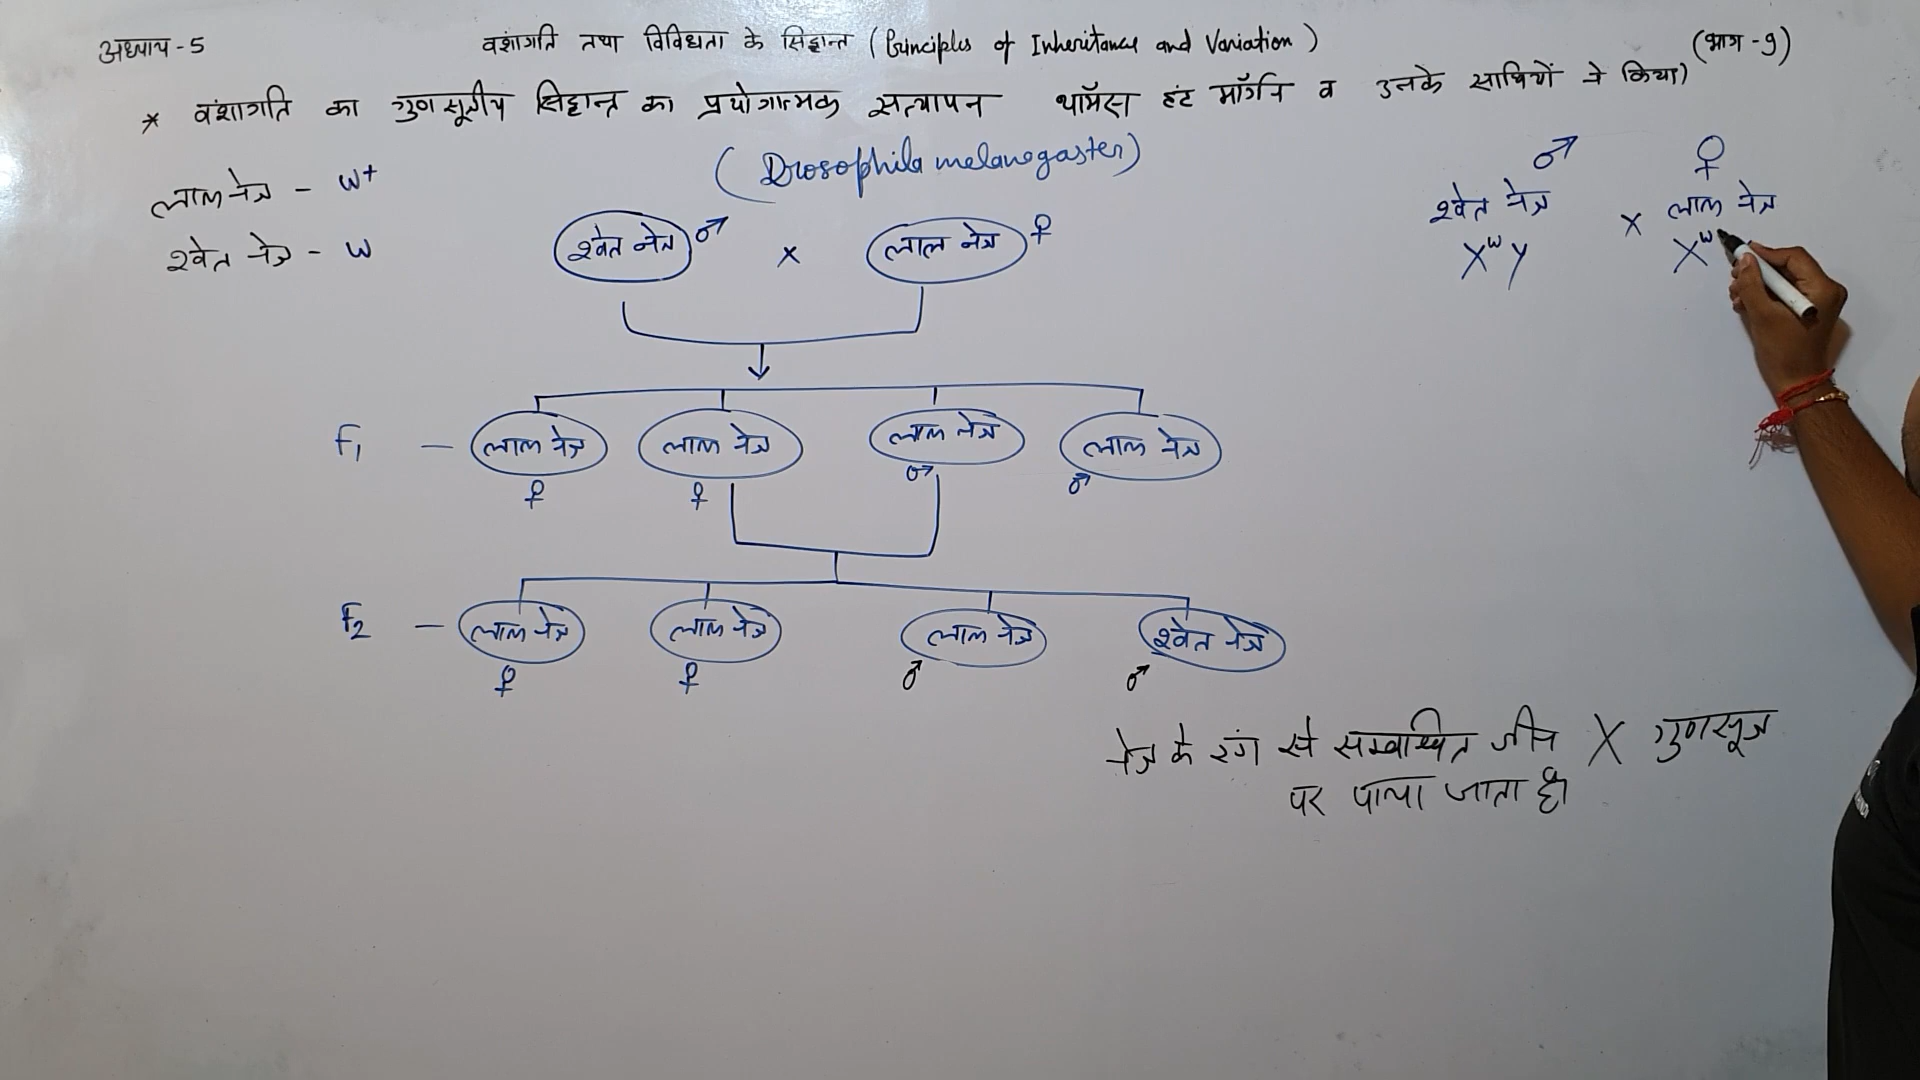 अध्याय - 5 वशांगति तथा विविधता के सिद्धान्त ( Principles of Inheritance and Variation ) (भाग - 9)
* वंशागति का गुणसूत्रीय सिद्धान्त का प्रयोगात्मक सत्यापन थॉमस हंट मॉर्गन व उनके साथियों ने किया)
( Drosophila melanogaster)
लाल नेत्र - w+
श्वेत नेत्र - w
श्वेत नेत्र ♂ x लाल नेत्र ♀
♂ ♀
श्वेत नेत्र x लाल नेत्र
XʷY Xʷ
F₁ - लाल नेत्र लाल नेत्र लाल नेत्र लाल नेत्र
♀ ♀ ♂ ♂
F₂ - लाल नेत्र लाल नेत्र लाल नेत्र श्वेत नेत्र
♀ ♀ ♂ ♂
नेत्र के रंग से सम्बन्धित जीन X गुणसूत्र
पर पाया जाता है।